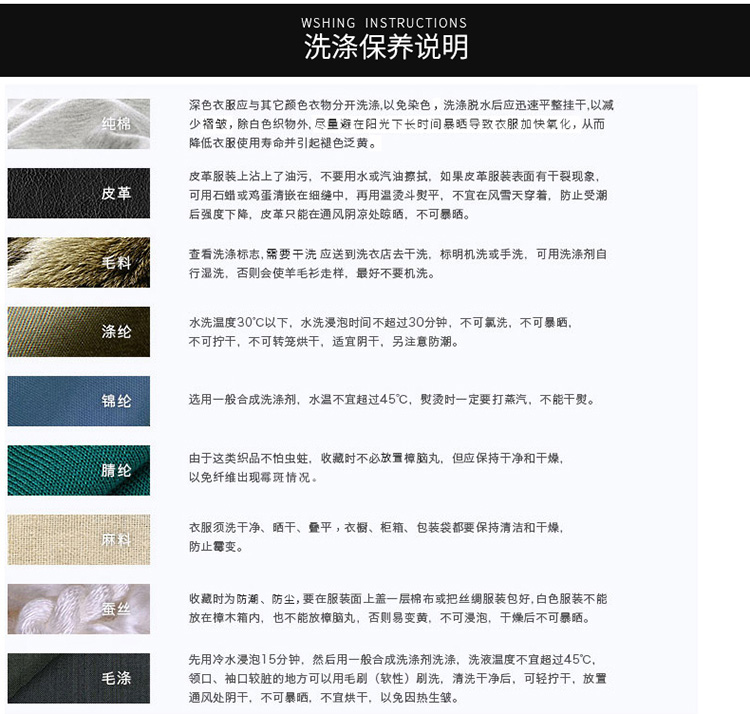 WSHING INSTRUCTIONS
洗涤保养说明
纯棉
深色衣服应与其它颜色衣物分开洗涤,以免染色，洗涤脱水后应迅速平整挂干,以减
少褶皱，除白色织物外,尽量避在阳光下长时间暴晒导致衣服加快氧化，从而
降低衣服使用寿命并引起褪色泛黄。
皮革
皮革服装上沾上了油污，不要用水或汽油擦拭，如果皮革服装表面有干裂现象，
可用石蜡或鸡蛋清嵌在细缝中，再用温烫斗熨平，不宜在风雪天穿着，防止受潮
后强度下降，皮革只能在通风阴凉处晾晒，不可暴晒。
毛料
查看洗涤标志,需要干洗 应送到洗衣店去干洗，标明机洗或手洗，可用洗涤剂自
行湿洗，否则会使羊毛衫走样，最好不要机洗。
涤纶
水洗温度30℃以下，水洗浸泡时间不超过30分钟，不可氯洗，不可暴晒，
不可拧干，不可转笼烘干，适宜阴干，另注意防潮。
锦纶
选用一般合成洗涤剂，水温不宜超过45℃，熨烫时一定要打蒸汽，不能干熨。
腈纶
由于这类织品不怕虫蛀，收藏时不必放置樟脑丸，但应保持干净和干燥，
以免纤维出现霉斑情况。
麻料
衣服须洗干净、晒干、叠平，衣橱、柜箱、包装袋都要保持清洁和干燥，
防止霉变。
蚕丝
收藏时为防潮、防尘,要在服装面上盖一层棉布或把丝绸服装包好,白色服装不能
放在樟木箱内，也不能放樟脑丸，否则易变黄，不可浸泡，干燥后不可暴晒。
毛涤
先用冷水浸泡15分钟，然后用一般合成洗涤剂洗涤，洗液温度不宜超过45℃，
领口、袖口较脏的地方可以用毛刷（软性）刷洗，清洗干净后，可轻拧干，放置
通风处阴干，不可暴晒，不宜烘干，以免因热生皱。